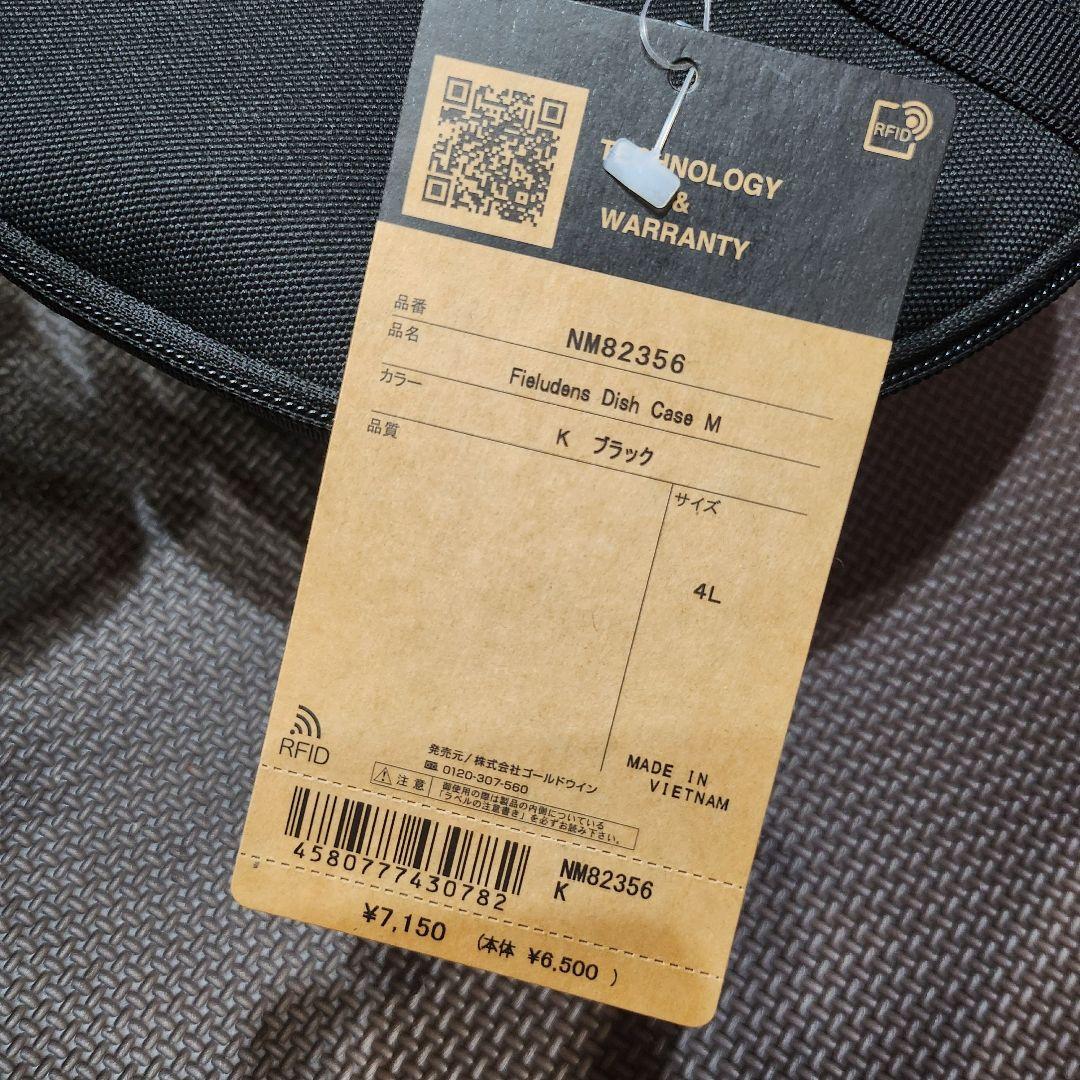 RFID
TECHNOLOGY
&
WARRANTY
品番
NM82356
品名
Fieludens Dish Case M
カラー
K ブラック
品質
サイズ
4L
RFID
発売元/株式会社ゴールドウイン
0120-307-560
MADE IN
VIETNAM
注意
御使用の際は製品の内側についている
「ラベルの注意書き」を必ずお読み下さい。
4580777430782
NM82356
K
¥7,150 (本体 ¥6,500 )